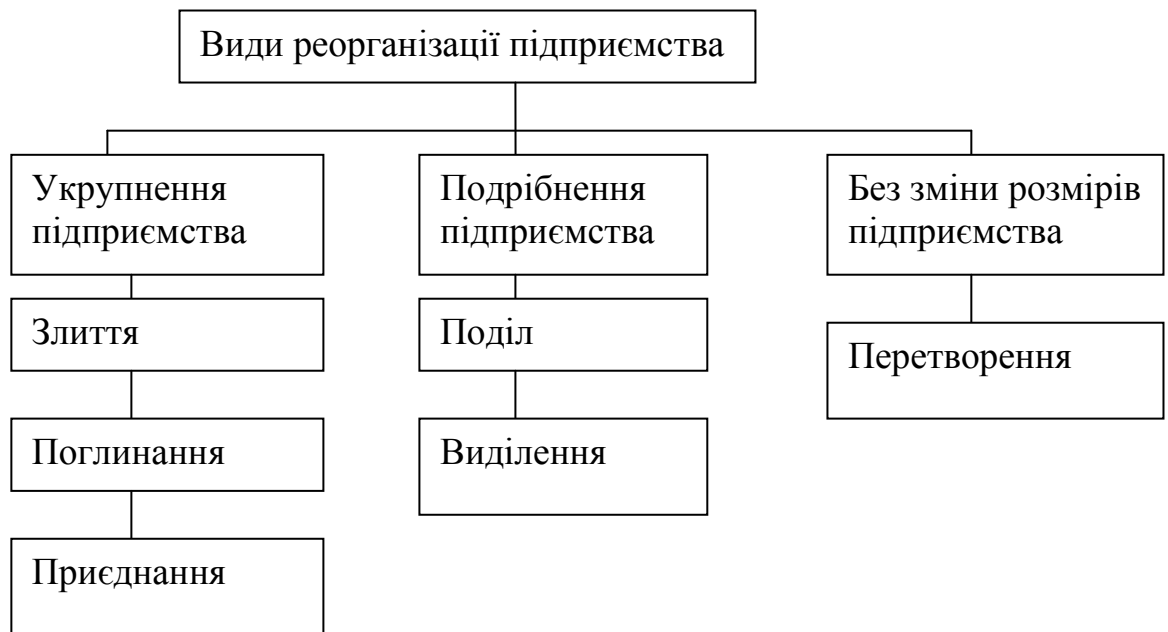 Види реорганізації підприємства
Укрупнення
підприємства
Подрібнення
підприємства
Без зміни розмірів
підприємства
Злиття
Поділ
Перетворення
Поглинання
Виділення
Приєднання